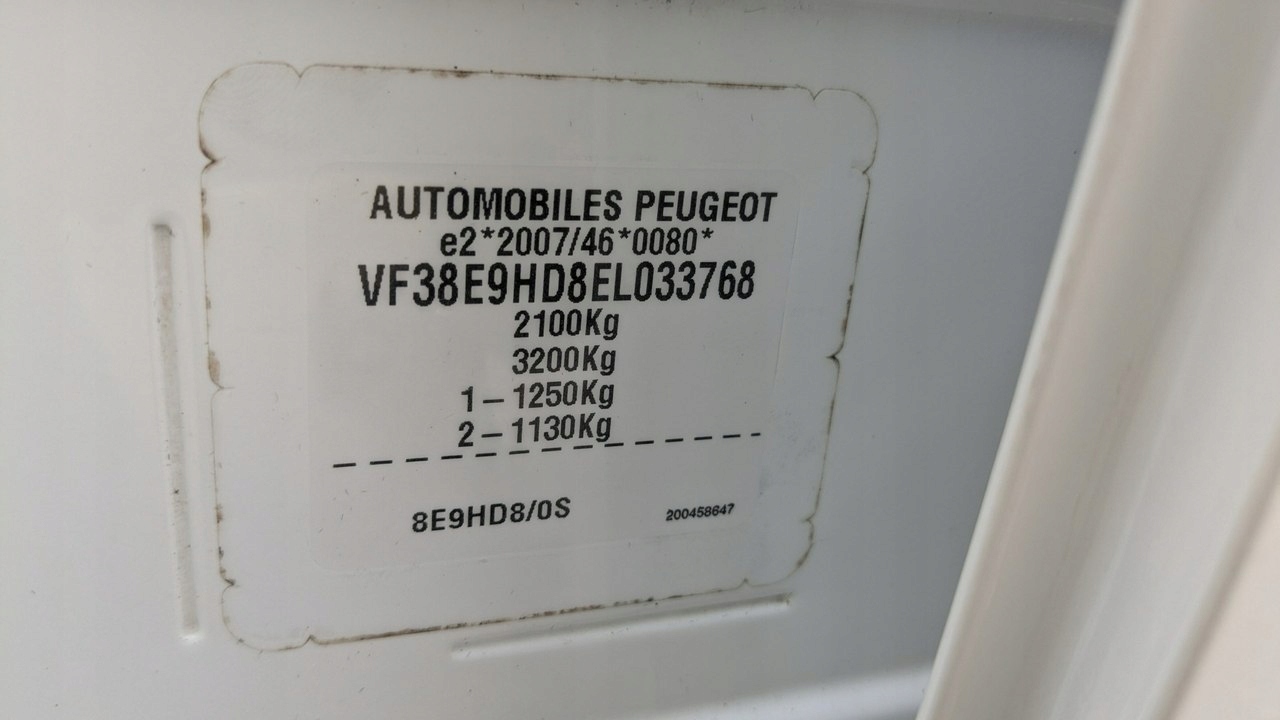 AUTOMOBILES PEUGEOT
e2*2007/46*0080*
VF38E9HD8EL033768
2100Kg
3200Kg
1–1250Kg
2–1130Kg
8E9HD8/0S
200458647